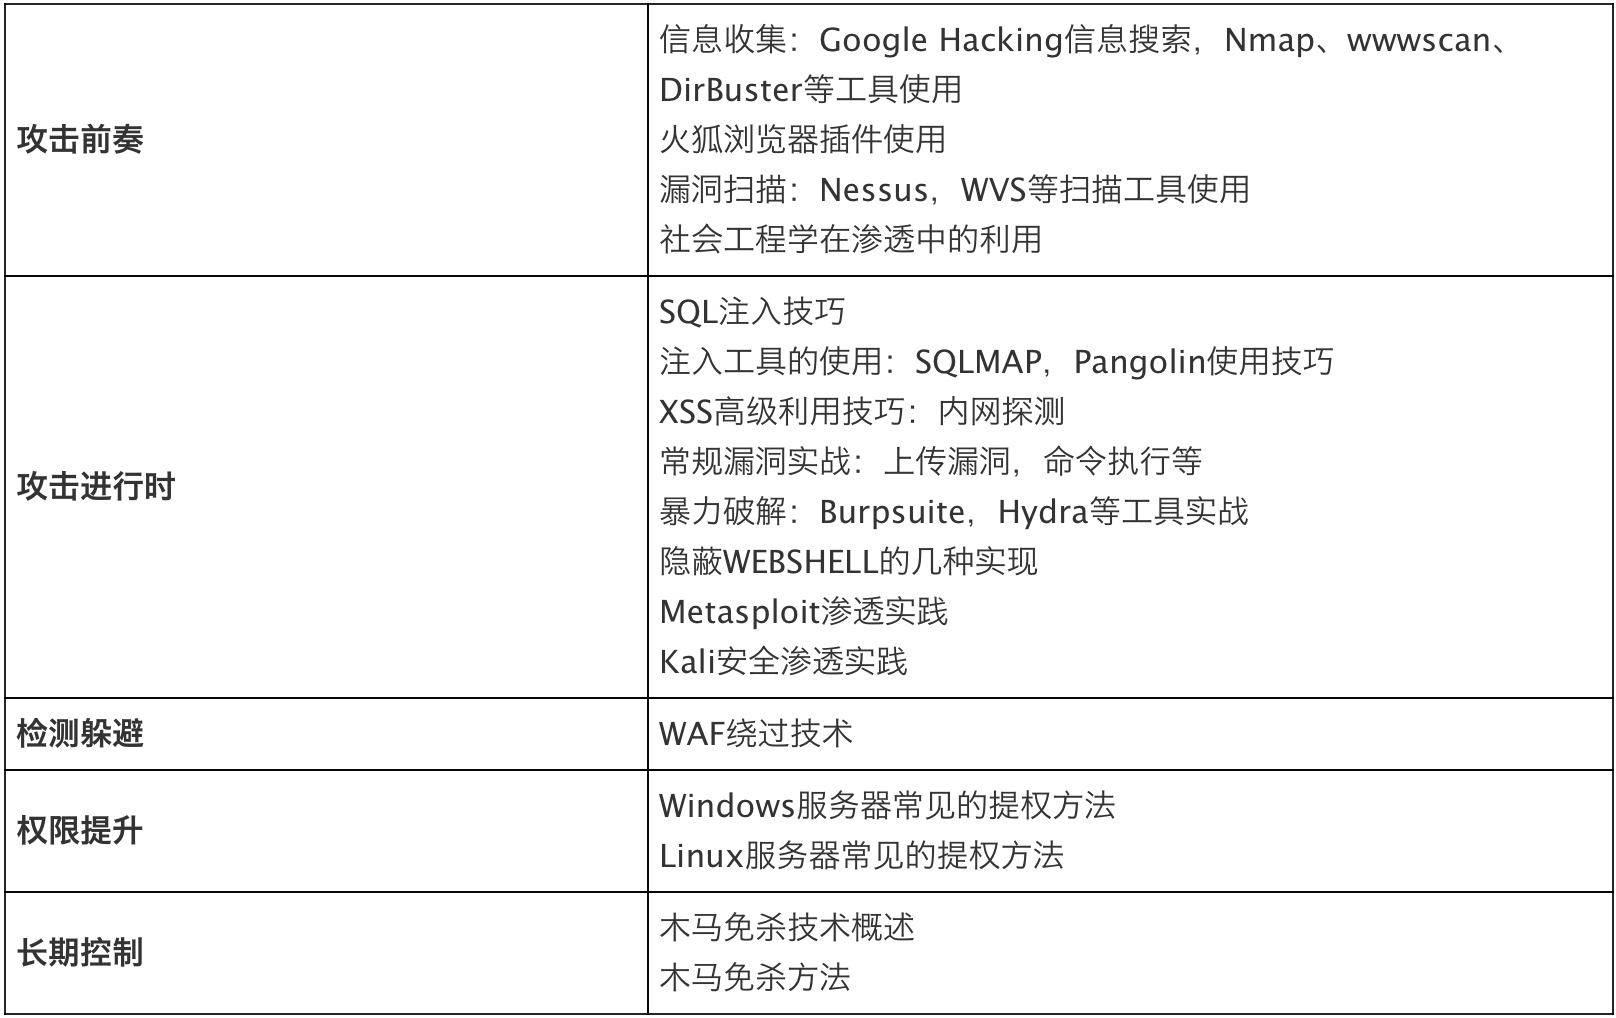 攻击前奏
信息收集：Google Hacking信息搜索，Nmap、wwwscan、
DirBuster等工具使用
火狐浏览器插件使用
漏洞扫描：Nessus，WVS等扫描工具使用
社会工程学在渗透中的利用
攻击进行时
SQL注入技巧
注入工具的使用：SQLMAP，Pangolin使用技巧
XSS高级利用技巧：内网探测
常规漏洞实战：上传漏洞，命令执行等
暴力破解：Burpsuite，Hydra等工具实战
隐蔽WEBSHELL的几种实现
Metasploit渗透实践
Kali安全渗透实践
检测躲避
WAF绕过技术
权限提升
Windows服务器常见的提权方法
Linux服务器常见的提权方法
长期控制
木马免杀技术概述
木马免杀方法